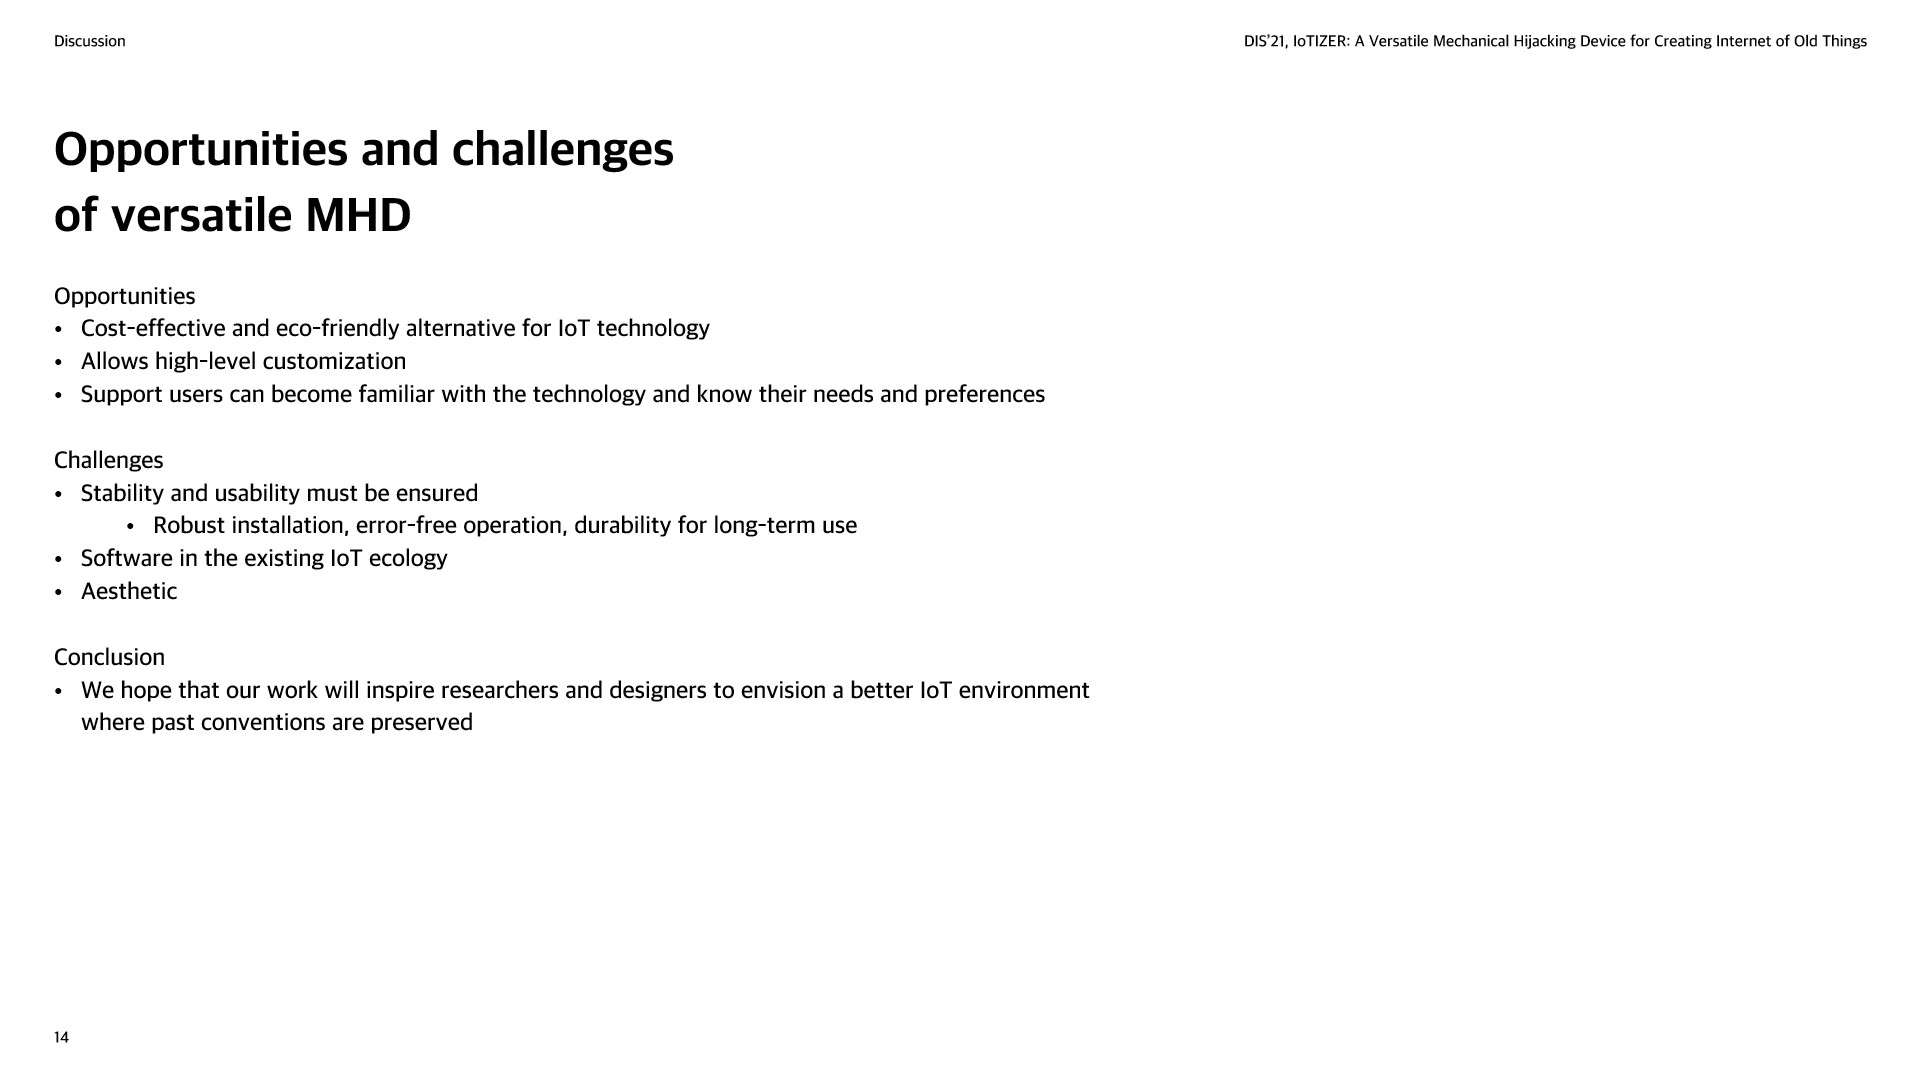 Discussion
DIS’21, IoTIZER: A Versatile Mechanical Hijacking Device for Creating Internet of Old Things
Opportunities and challenges
of versatile MHD
Opportunities
• Cost-effective and eco-friendly alternative for IoT technology
• Allows high-level customization
• Support users can become familiar with the technology and know their needs and preferences
Challenges
• Stability and usability must be ensured
• Robust installation, error-free operation, durability for long-term use
• Software in the existing IoT ecology
• Aesthetic
Conclusion
• We hope that our work will inspire researchers and designers to envision a better IoT environment
where past conventions are preserved
14